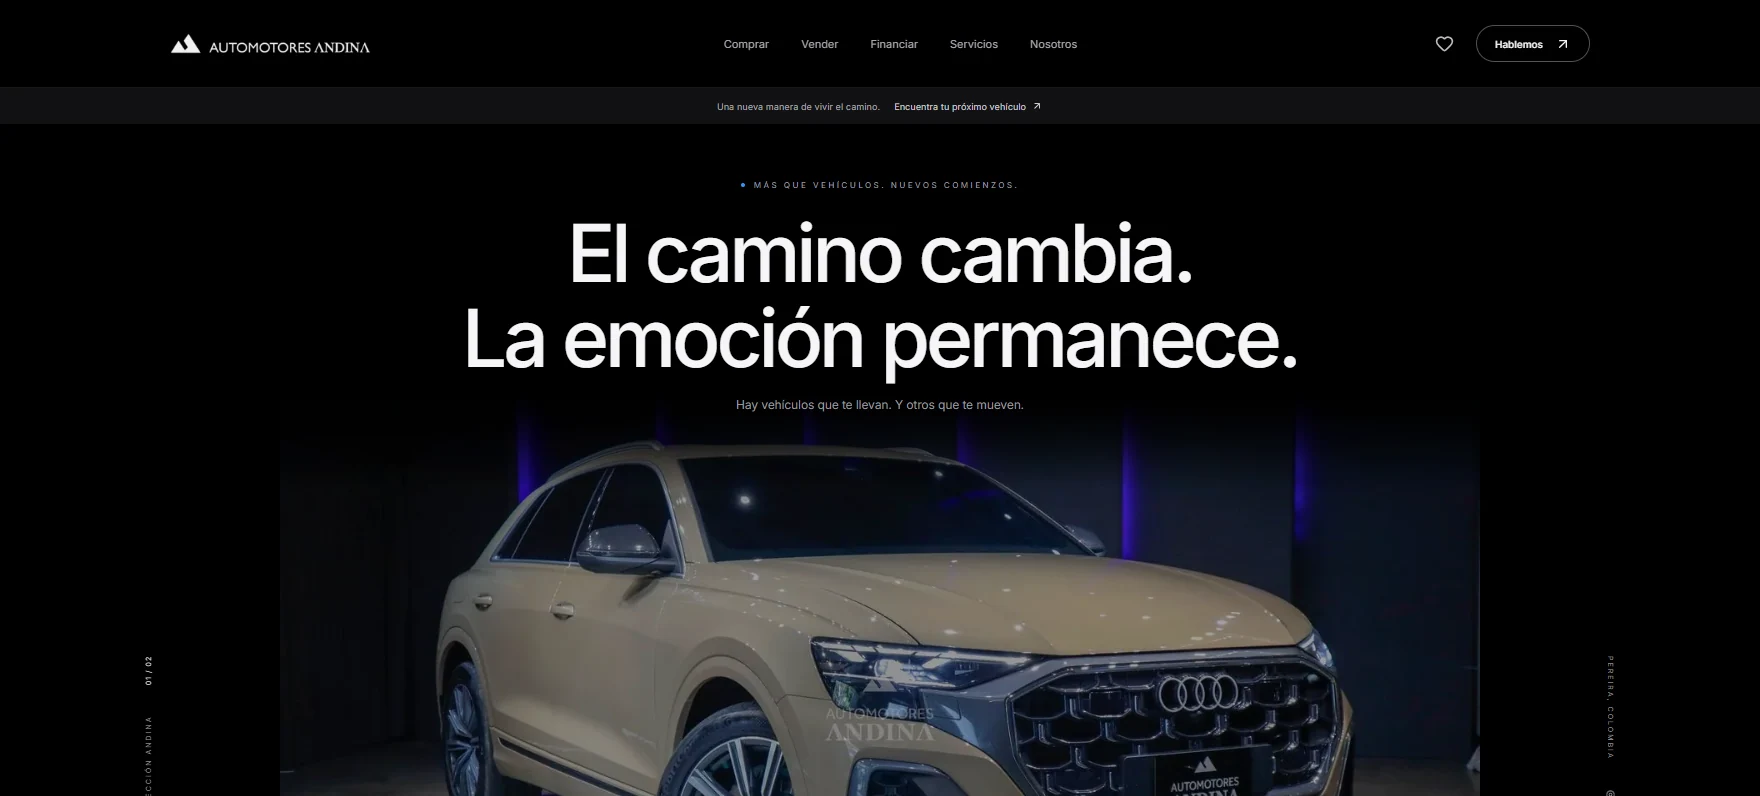 AUTOMOTORES ANDINA
Comprar
Vender
Financiar
Servicios
Nosotros
Hablemos
Una nueva manera de vivir el camino. Encuentra tu próximo vehículo
MÁS QUE VEHÍCULOS. NUEVOS COMIENZOS.
El camino cambia.
La emoción permanece.
Hay vehículos que te llevan. Y otros que te mueven.
01 / 02
PEREIRA, COLOMBIA
AUTOMOTORES
ANDINA
AUTOMOTORES
ANDINA
ANDINA